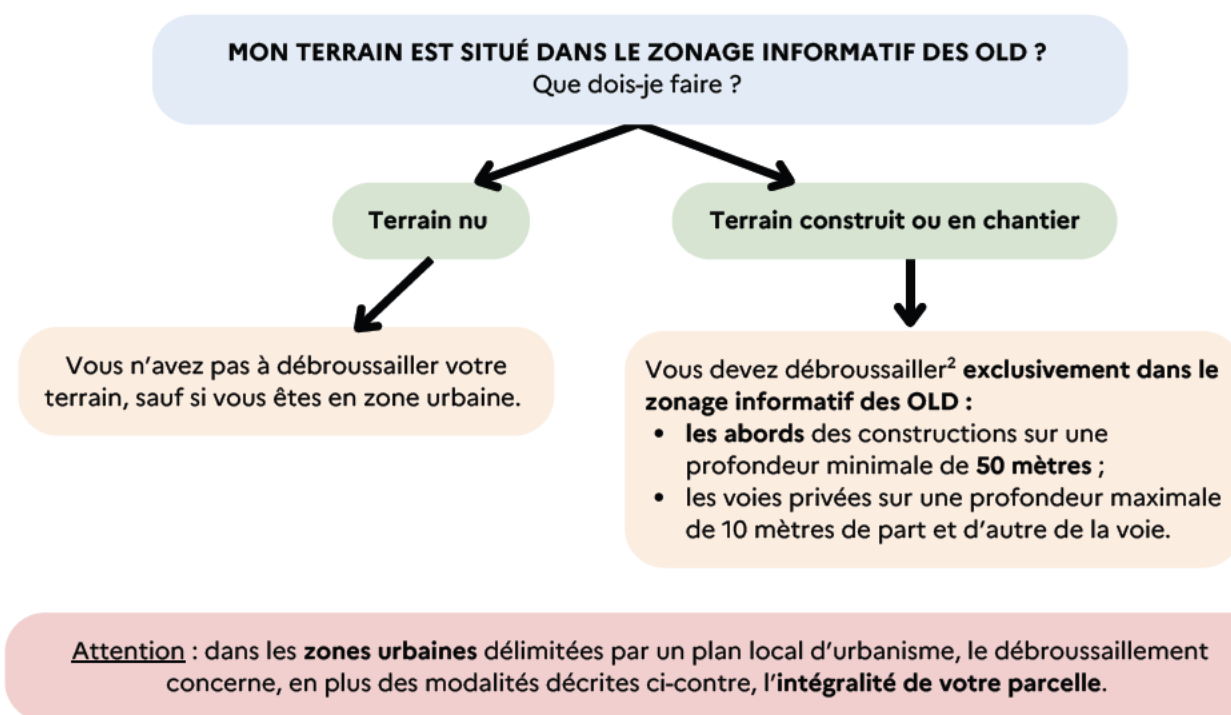 MON TERRAIN EST SITUÉ DANS LE ZONAGE INFORMATIF DES OLD ?
Que dois-je faire ?
Terrain nu
Terrain construit ou en chantier
Vous n'avez pas à débroussailler votre
terrain, sauf si vous êtes en zone urbaine.
Vous devez débroussailler² exclusivement dans le
zonage informatif des OLD :
• les abords des constructions sur une
profondeur minimale de 50 mètres ;
• les voies privées sur une profondeur maximale
de 10 mètres de part et d'autre de la voie.
Attention : dans les zones urbaines délimitées par un plan local d'urbanisme, le débroussaillement
concerne, en plus des modalités décrites ci-contre, l'intégralité de votre parcelle.